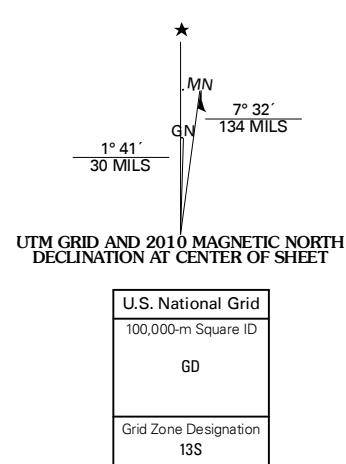 ★
MN
7° 32´
134 MILS
GN
1° 41´
30 MILS
UTM GRID AND 2010 MAGNETIC NORTH
DECLINATION AT CENTER OF SHEET
U.S. National Grid
100,000-m Square ID
GD
Grid Zone Designation
13S